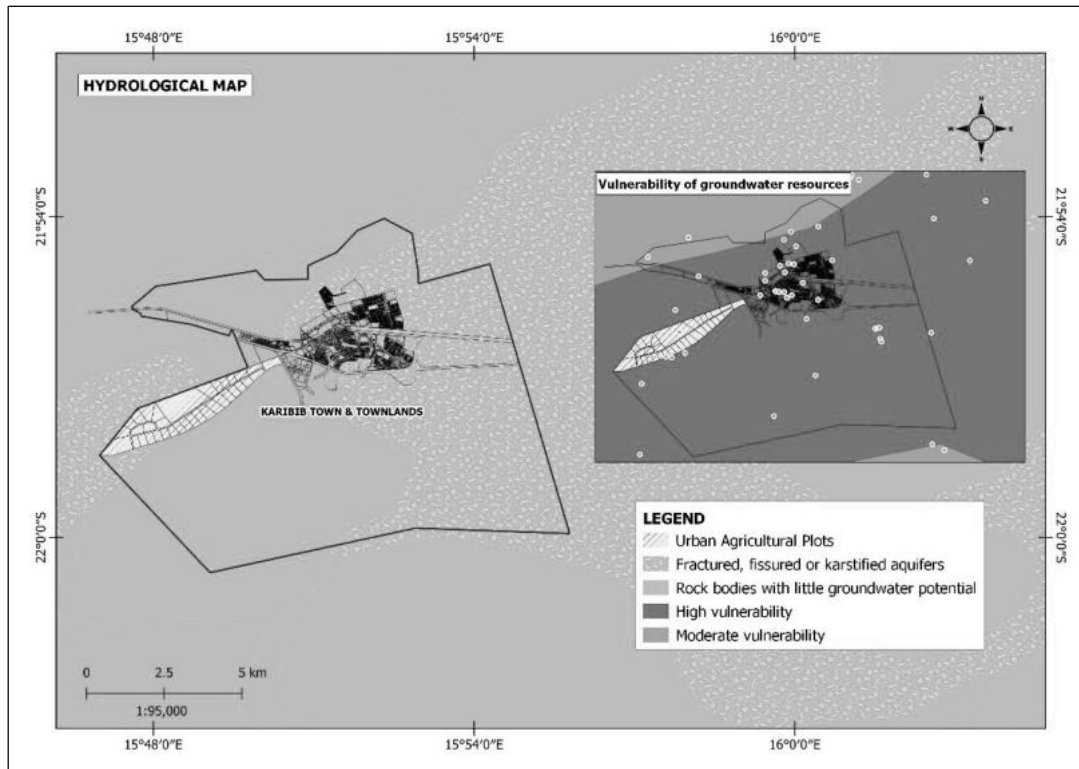 15°48'0"E 15°54'0"E 16°0'0"E
HYDROLOGICAL MAP
N
W E
S
Vulnerability of groundwater resources
21°54'0"S 21°54'0"S
KARIBIB TOWN & TOWNLANDS
LEGEND
Urban Agricultural Plots
Fractured, fissured or karstified aquifers
Rock bodies with little groundwater potential
High vulnerability
Moderate vulnerability
22°0'0"S 22°0'0"S
0 2.5 5 km
1:95,000
15°48'0"E 15°54'0"E 16°0'0"E